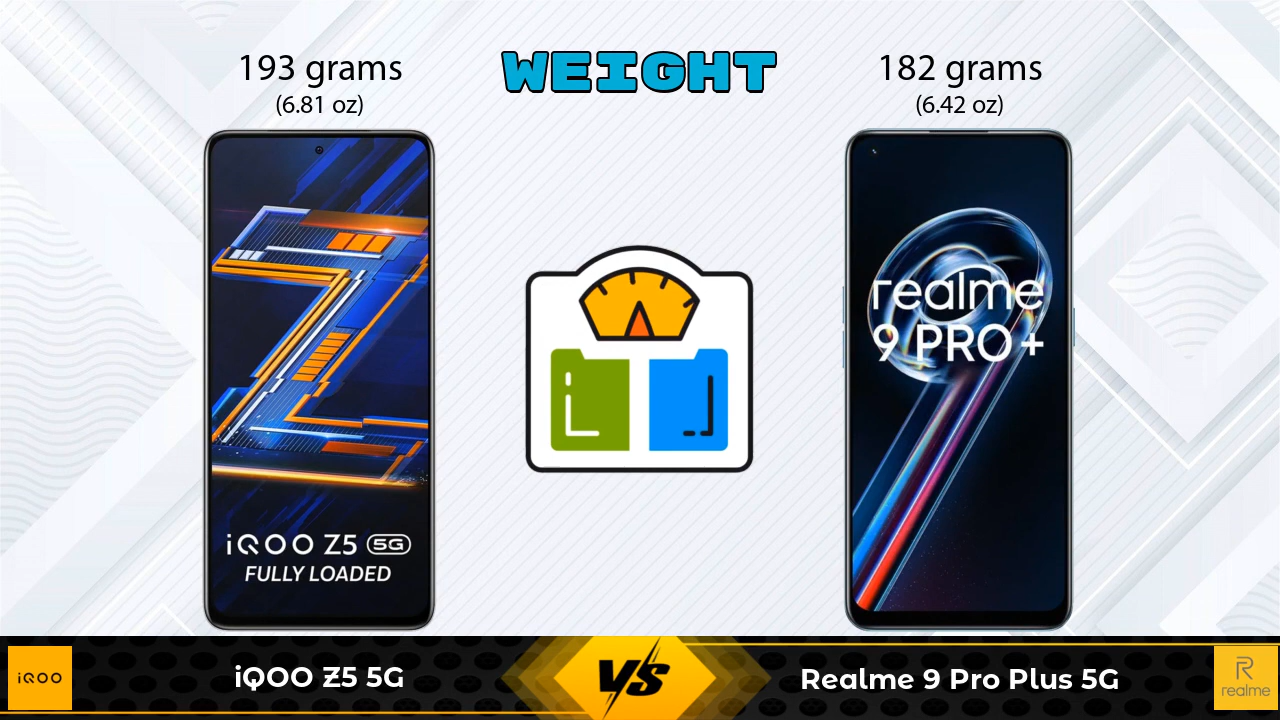 193 grams
(6.81 oz)
WEIGHT
182 grams
(6.42 oz)
iQOO Z5 5G
FULLY LOADED
realme
9 PRO+
iQOO
iQOO Z5 5G
VS
Realme 9 Pro Plus 5G
R
realme